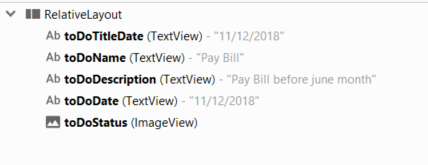 RelativeLayout
Ab toDoTitleDate (TextView) - "11/12/2018"
Ab toDoName (TextView) - "Pay Bill"
Ab toDoDescription (TextView) - "Pay Bill before june month"
Ab toDoDate (TextView) - "11/12/2018"
toDoStatus (ImageView)